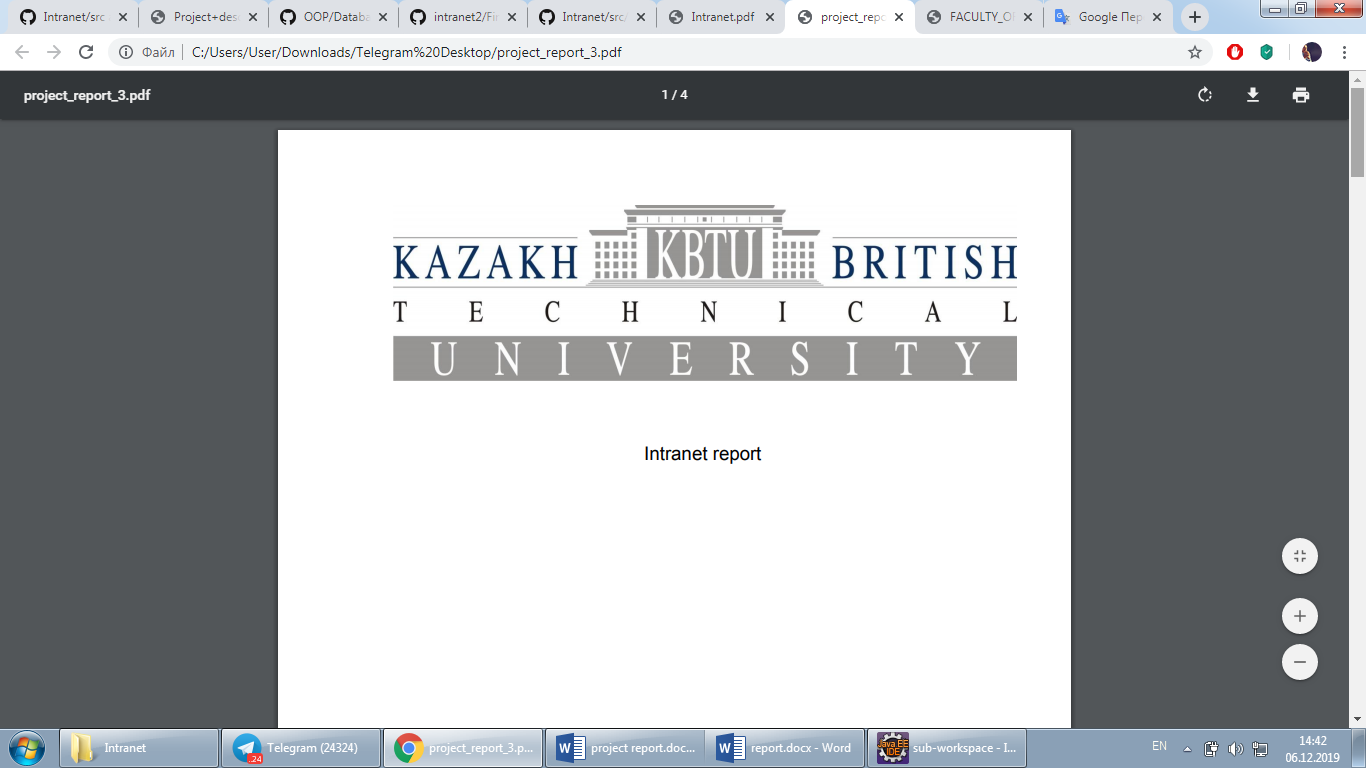 Intranet/src
Project+des
OOP/Databa
intranet2/Fi
Intranet/src/
Intranet.pdf
project_repo
FACULTY_O
Google Пер
Файл C:/Users/User/Downloads/Telegram%20Desktop/project_report_3.pdf
project_report_3.pdf
1 / 4
KAZAKH KBTU BRITISH
TECHNICAL
UNIVERSITY
Intranet report
Intranet
.24
Telegram (24324)
project_report_3.p...
project report.doc...
report.docx - Word
Java EE
IDE
sub-workspace - I...
EN
14:42
06.12.2019